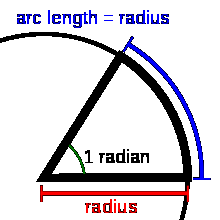 arc length = radius
1 radian
radius